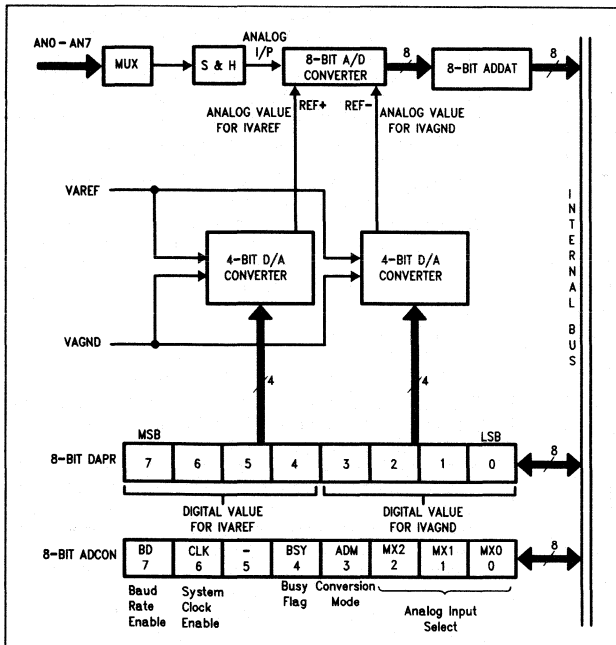 AN0 - AN7
MUX
S & H
ANALOG
I/P
8-BIT A/D
CONVERTER
8
8-BIT ADDAT
8
ANALOG VALUE
FOR IVAREF
REF+
REF-
ANALOG VALUE
FOR IVAGND
VAREF
4-BIT D/A
CONVERTER
4-BIT D/A
CONVERTER
INTERNAL BUS
VAGND
4
4
MSB
LSB
8-BIT DAPR
7 6 5 4 3 2 1 0
8
DIGITAL VALUE
FOR IVAREF
DIGITAL VALUE
FOR IVAGND
8-BIT ADCON
BD CLK - BSY ADM MX2 MX1 MX0
7 6 5 4 3 2 1 0
8
Baud
Rate
Enable
System
Clock
Enable
Busy
Flag
Conversion
Mode
Analog Input
Select